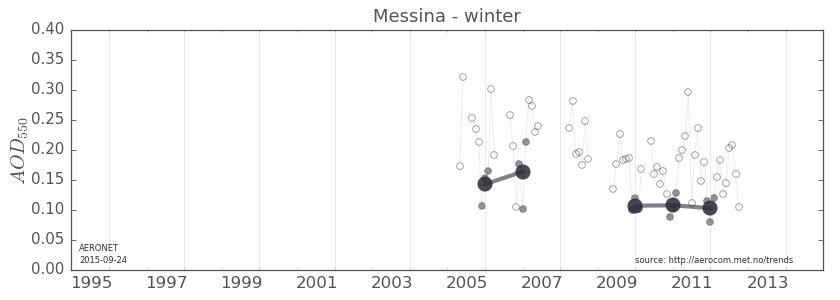 Messina - winter
0.40
0.35
0.30
0.25
0.20
0.15
0.10
0.05
0.00
AOD550
AERONET
2015-09-24
source: http://aerocom.met.no/trends
1995 1997 1999 2001 2003 2005 2007 2009 2011 2013